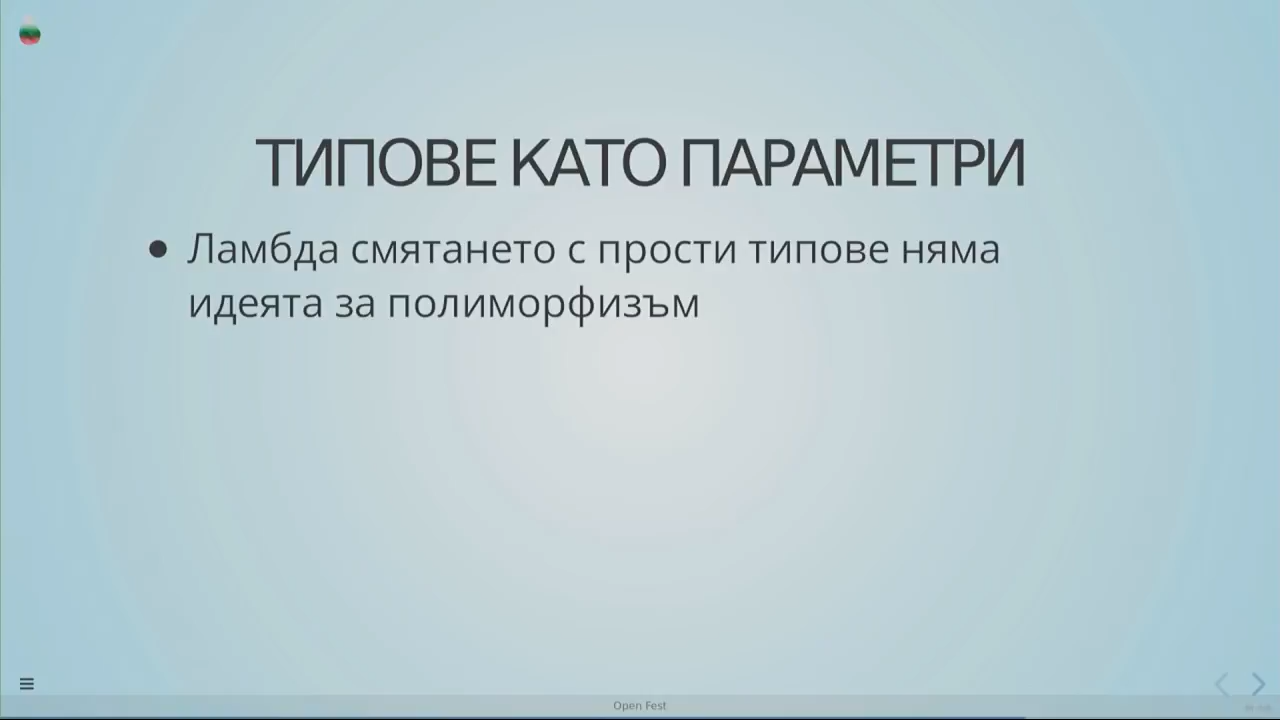 ТИПОВЕ КАТО ПАРАМЕТРИ
Ламбда смятането с прости типове няма
идеята за полиморфизъм
Open Fest